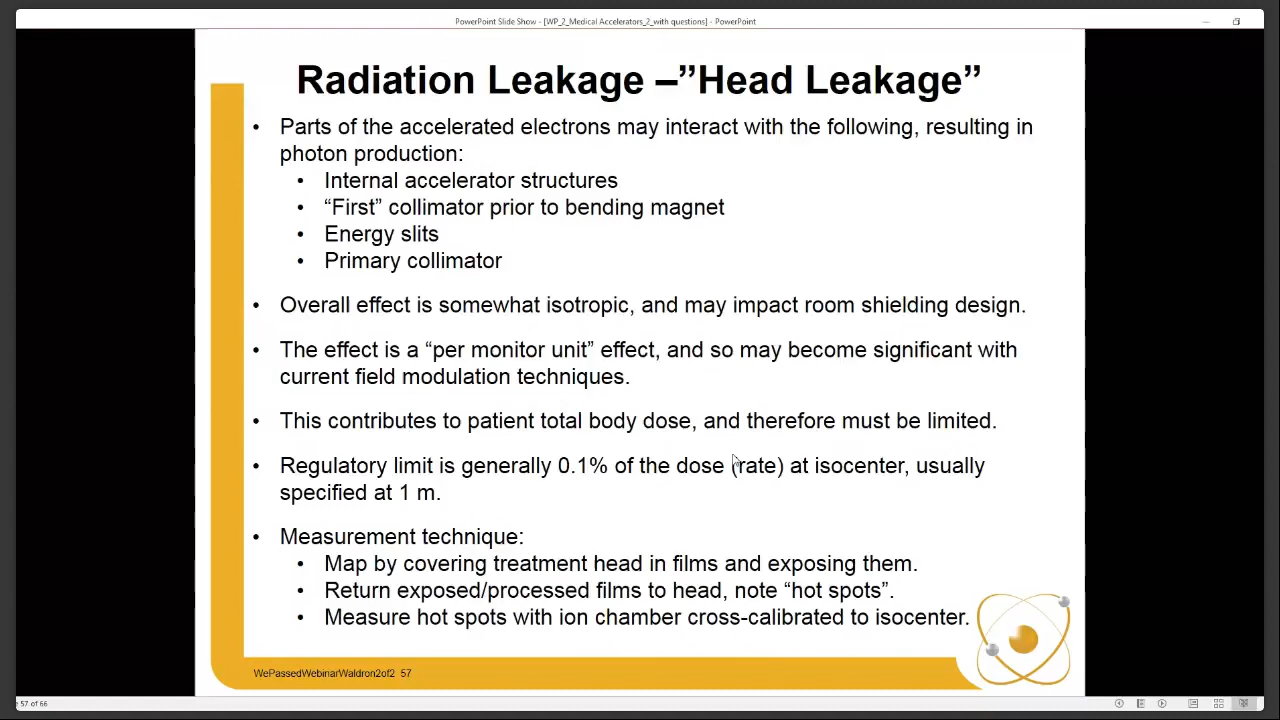 PowerPoint Slide Show - [WP_2_Medical Accelerators_2_with questions] - PowerPoint
Radiation Leakage –”Head Leakage”
• Parts of the accelerated electrons may interact with the following, resulting in
photon production:
• Internal accelerator structures
• “First” collimator prior to bending magnet
• Energy slits
• Primary collimator
• Overall effect is somewhat isotropic, and may impact room shielding design.
• The effect is a “per monitor unit” effect, and so may become significant with
current field modulation techniques.
• This contributes to patient total body dose, and therefore must be limited.
• Regulatory limit is generally 0.1% of the dose (rate) at isocenter, usually
specified at 1 m.
• Measurement technique:
• Map by covering treatment head in films and exposing them.
• Return exposed/processed films to head, note “hot spots”.
• Measure hot spots with ion chamber cross-calibrated to isocenter.
WePassedWebinarWaldron2of2 57
e 57 of 66